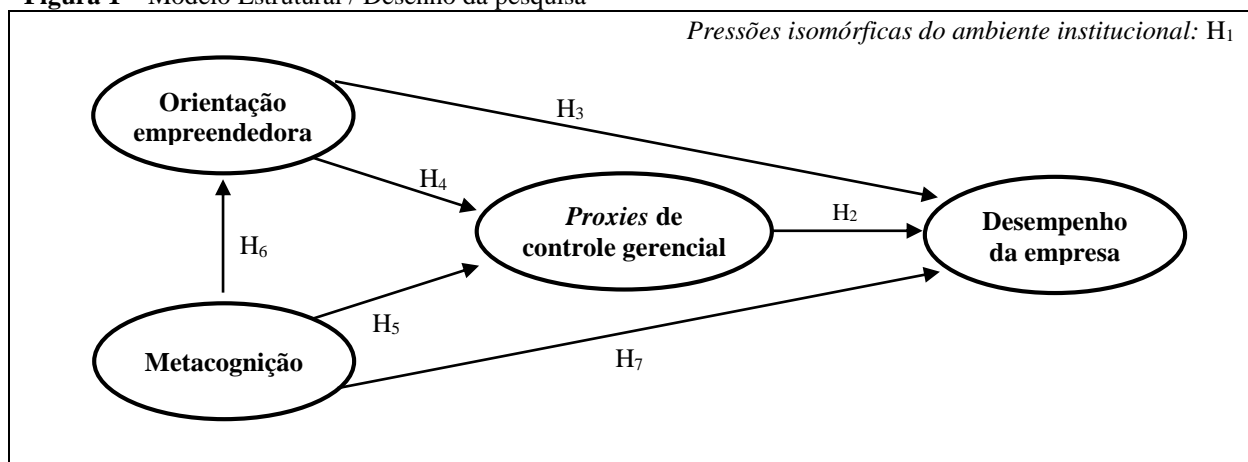 Figura 1 – Modelo Estrutural / Desenho da pesquisa
Pressões isomórficas do ambiente institucional: H1
Orientação
empreendedora
H3
H4
Proxies de
controle gerencial
H2
Desempenho
da empresa
H6
H5
Metacognição
H7